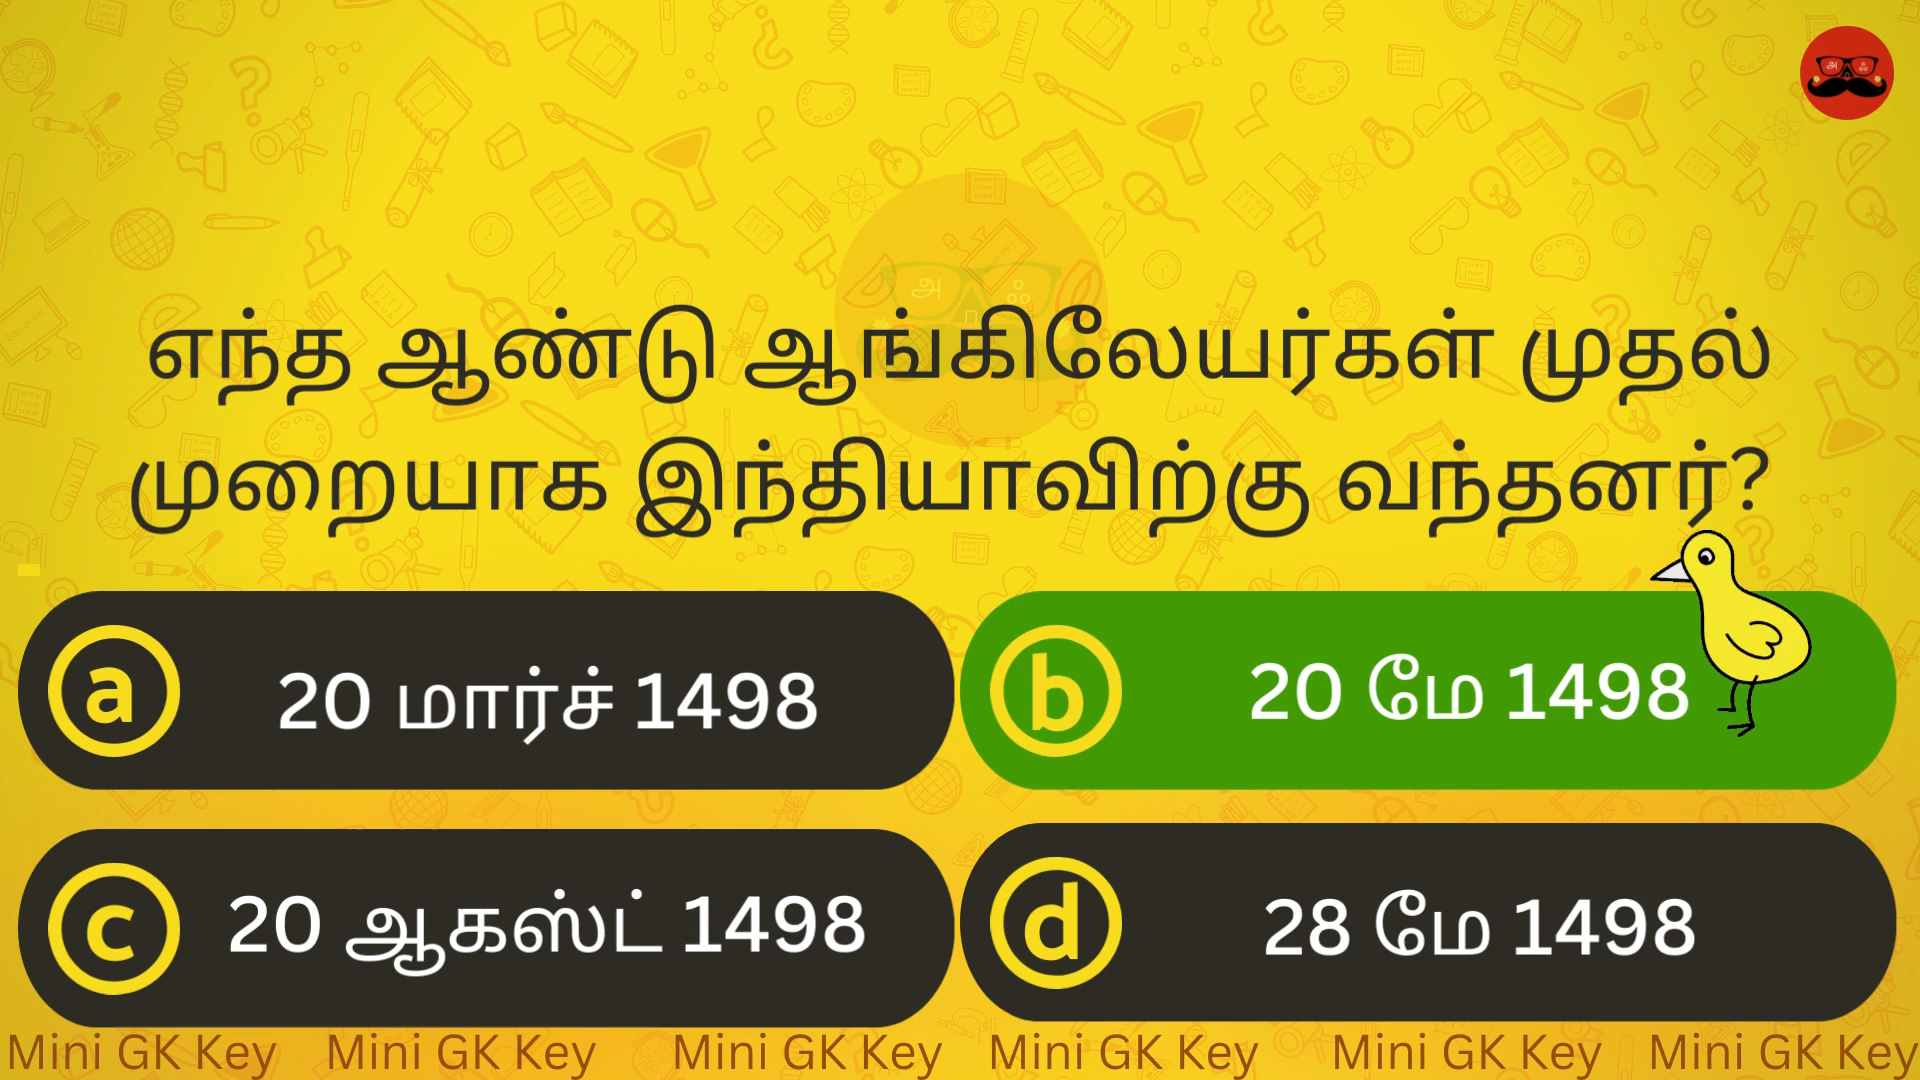 எந்த ஆண்டு ஆங்கிலேயர்கள் முதல்
முறையாக இந்தியாவிற்கு வந்தனர்?
a 20 மார்ச் 1498
b 20 மே 1498
c 20 ஆகஸ்ட் 1498
d 28 மே 1498
Mini GK Key Mini GK Key Mini GK Key Mini GK Key Mini GK Key Mini GK Key